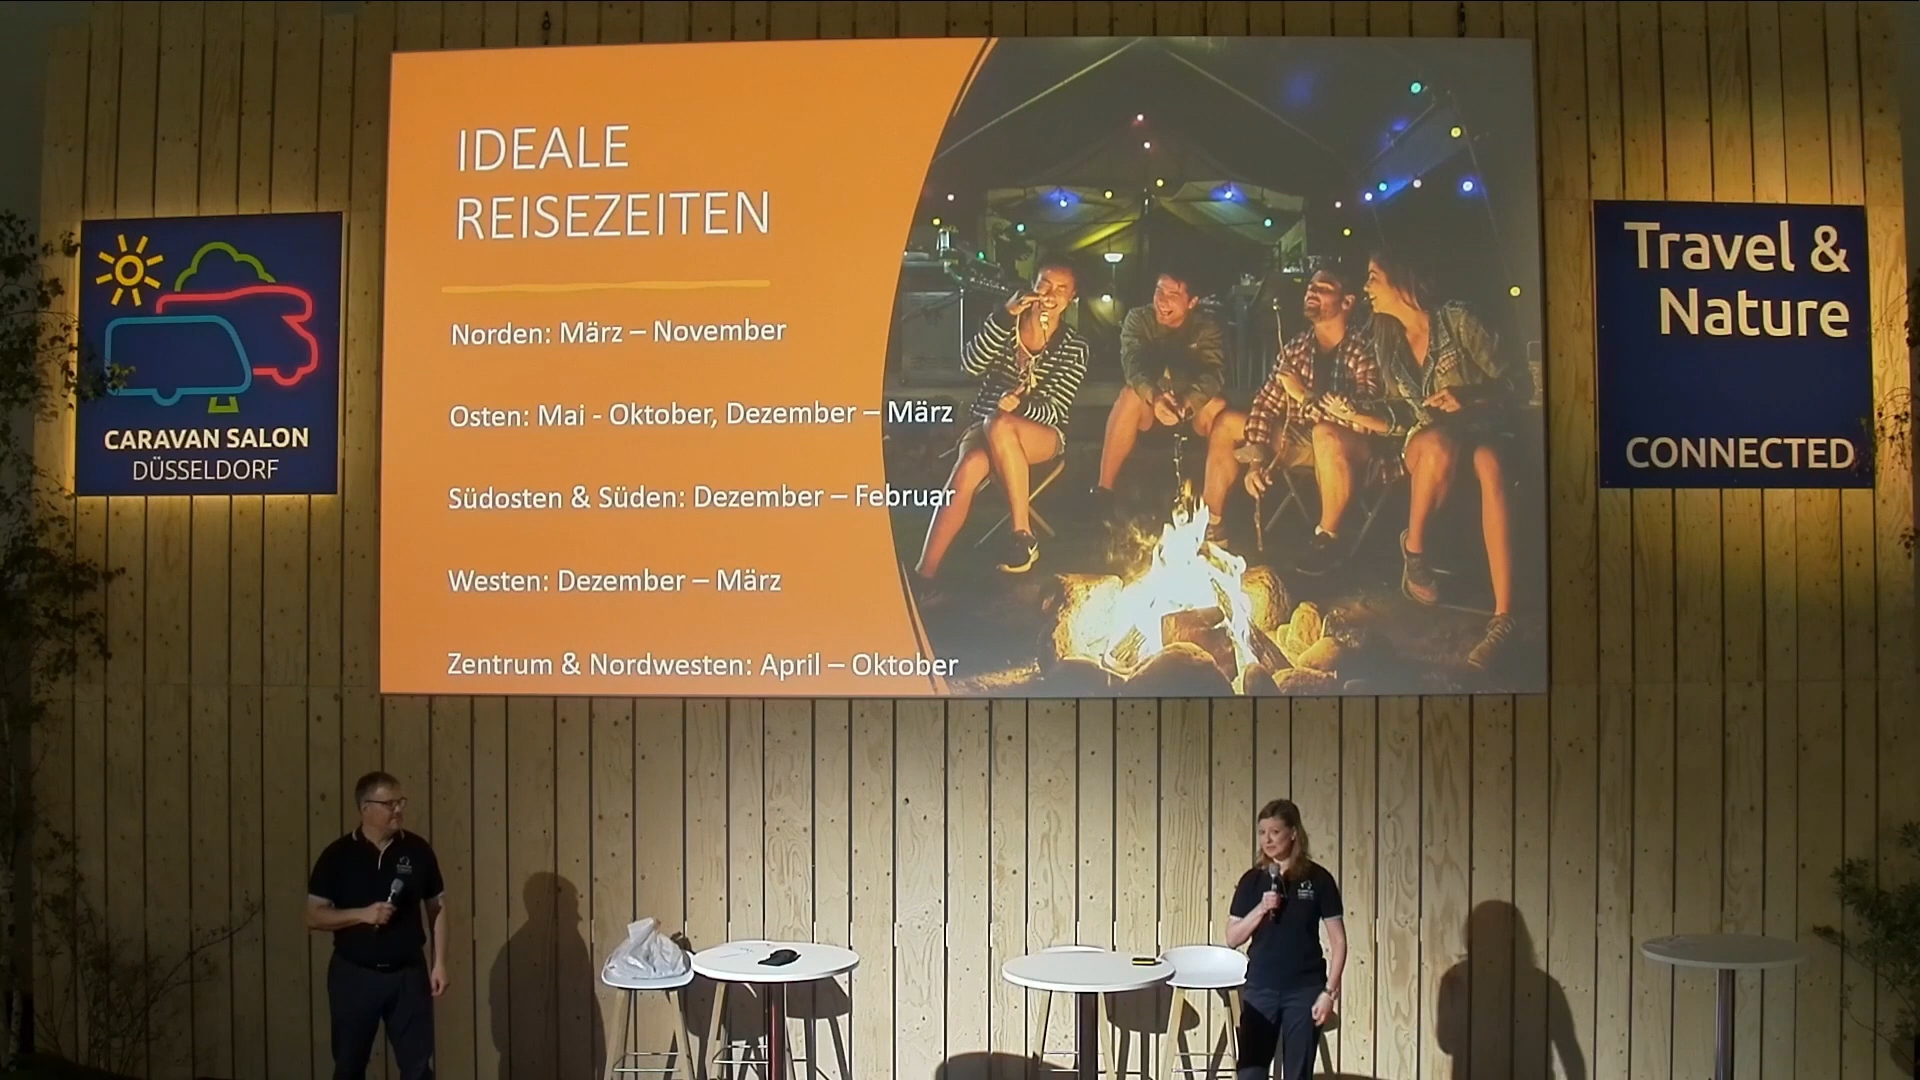 IDEALE
REISEZEITEN
Norden: März – November
Osten: Mai - Oktober, Dezember – März
Südosten & Süden: Dezember – Februar
Westen: Dezember – März
Zentrum & Nordwesten: April – Oktober
CARAVAN SALON
DÜSSELDORF
Travel &
Nature
CONNECTED